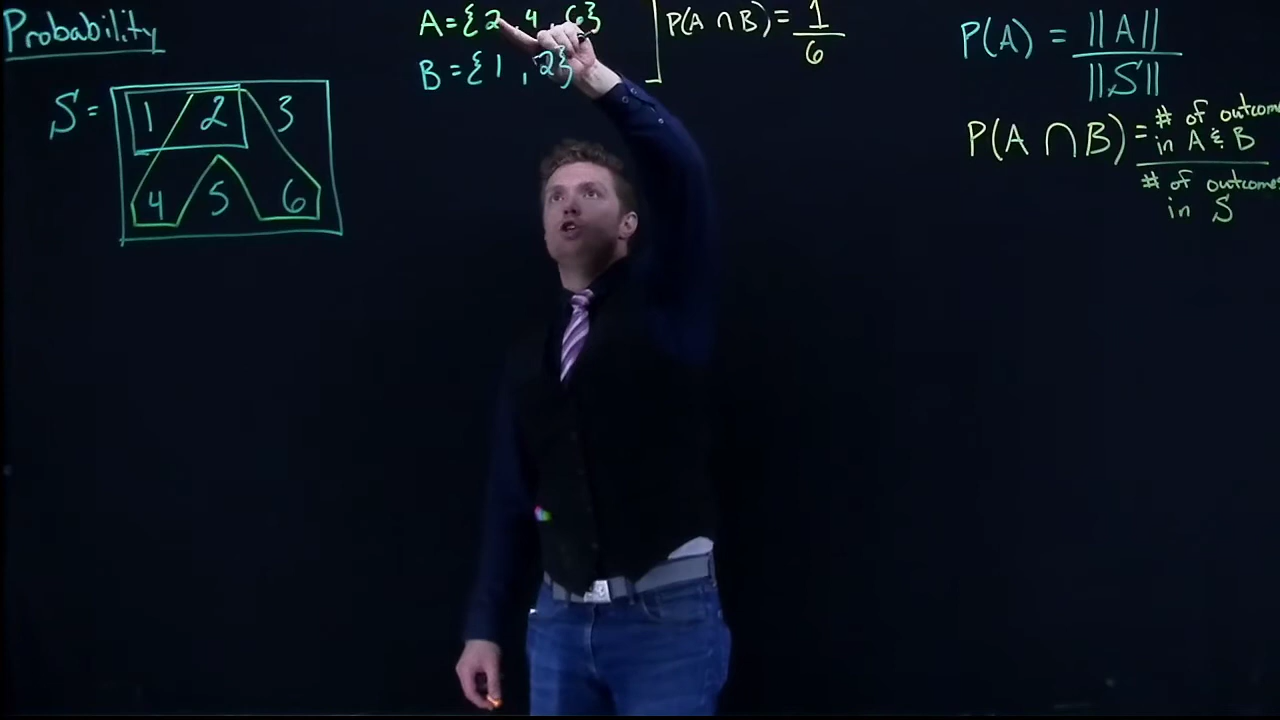 Probability
S = 1 2 3
4 5 6
A = {2, 4, 6}
B = {1, 2}
P(A ∩ B) = 1/6
P(A) = ||A||/||S||
P(A ∩ B) = # of outcome
in A & B
# of outcomes
in S